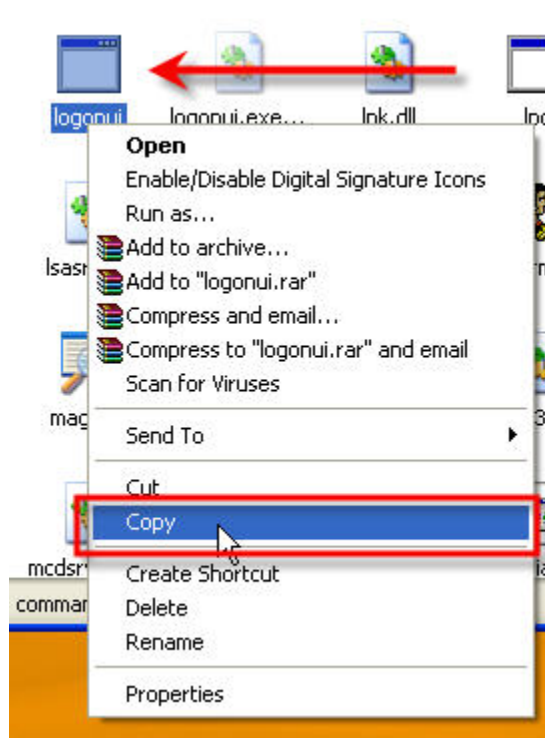 logonui logonui.exe... lpk.dll
Open
Enable/Disable Digital Signature Icons
Run as...
Add to archive...
Add to "logonui.rar"
Compress and email...
Compress to "logonui.rar" and email
Scan for Viruses
Send To
Cut
Copy
Create Shortcut
Delete
Rename
Properties